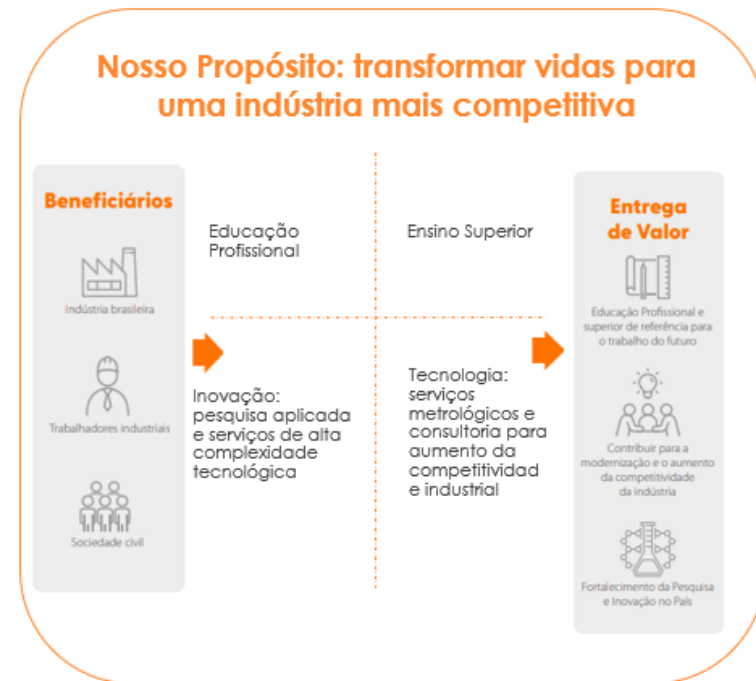 Nosso Propósito: transformar vidas para
uma indústria mais competitiva
Beneficiários
Indústria brasileira
Trabalhadores industriais
Sociedade civil
Educação
Profissional
Ensino Superior
Inovação:
pesquisa aplicada
e serviços de alta
complexidade
tecnológica
Tecnologia:
serviços
metrológicos e
consultoria para
aumento da
competitividad
e industrial
Entrega
de Valor
Educação Profissional e
superior de referência para
o trabalho do futuro
Contribuir para a
modernização e o aumento
da competitividade
da indústria
Fortalecimento da Pesquisa
e Inovação no País